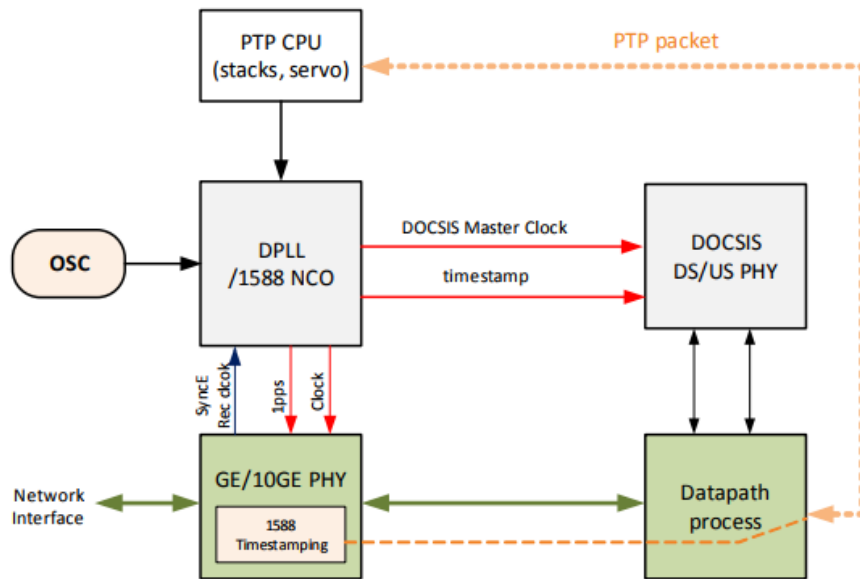 PTP CPU
(stacks, servo)
PTP packet
OSC
DPLL
/1588 NCO
DOCSIS Master Clock
timestamp
DOCSIS
DS/US PHY
SyncE
Rec dcok
1pps
Clock
Network
Interface
GE/10GE PHY
1588
Timestamping
Datapath
process